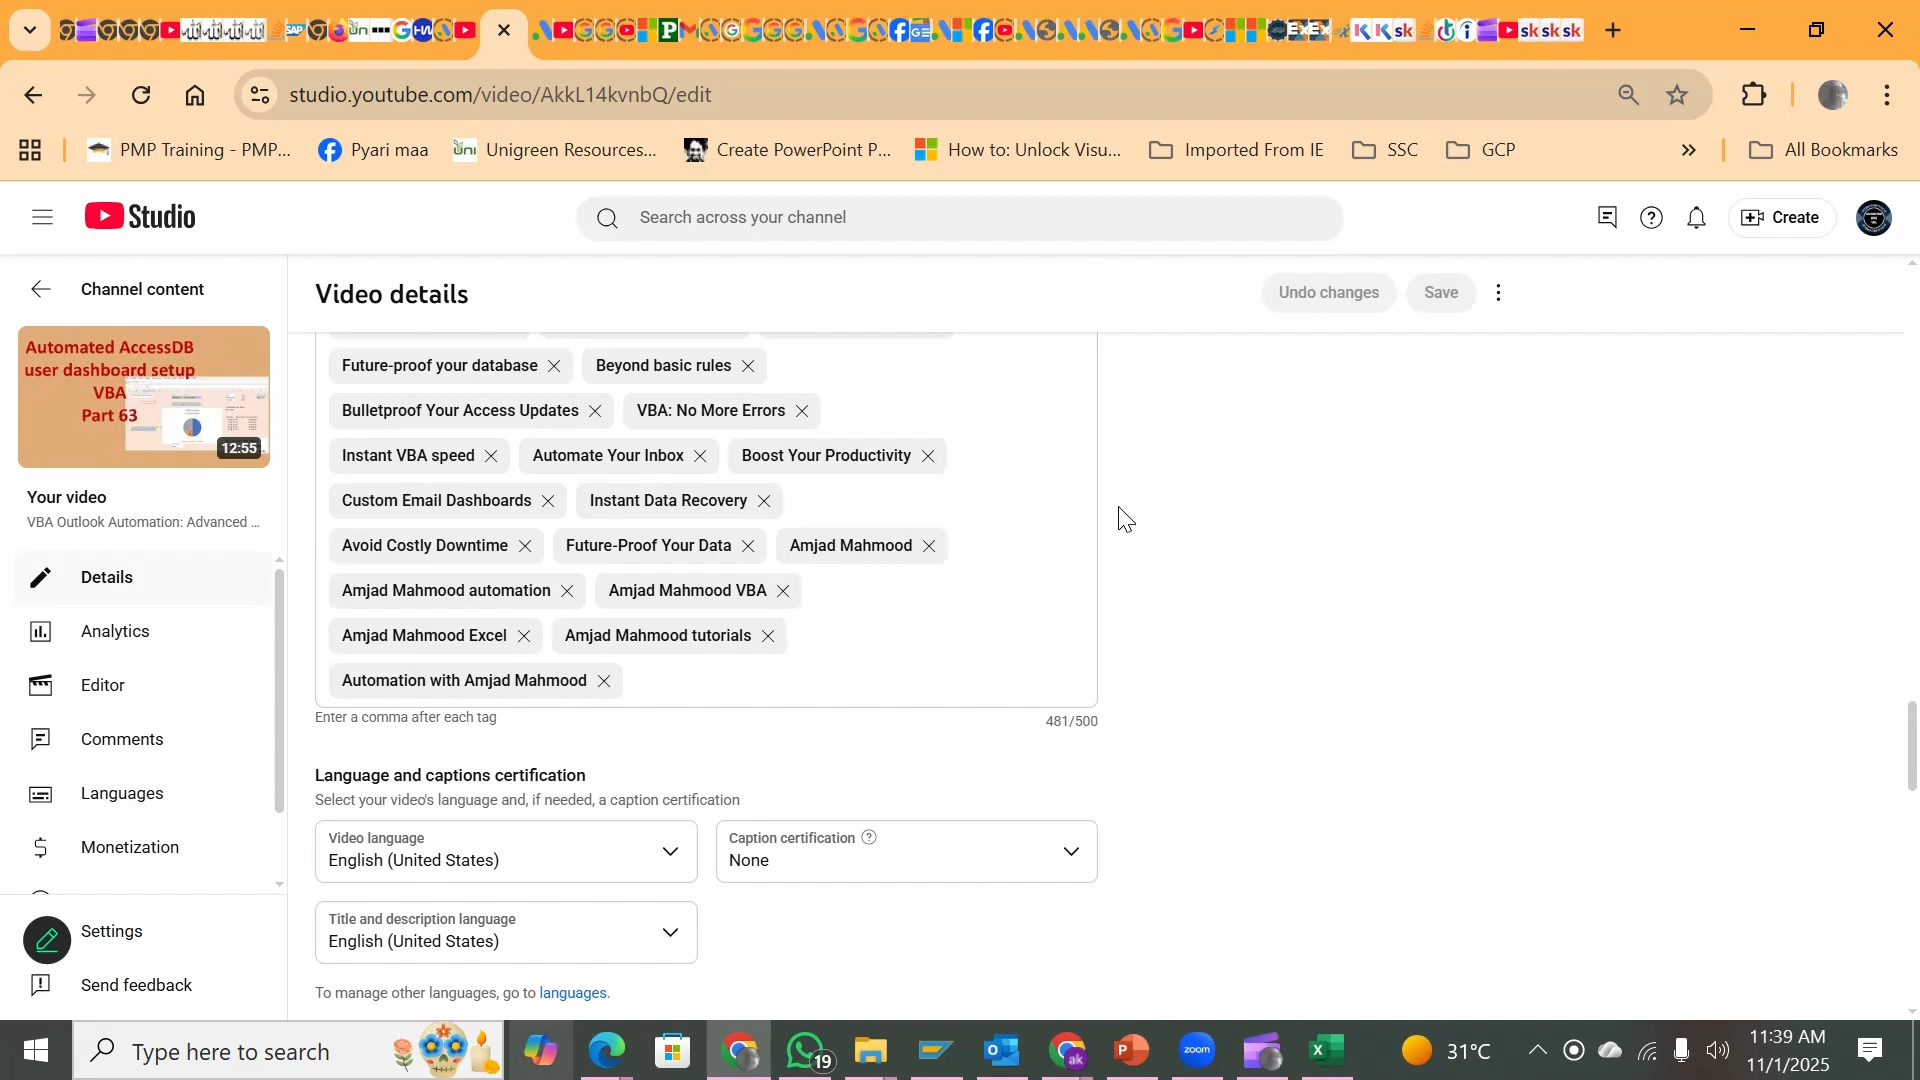 studio.youtube.com/video/AkkL14kvnbQ/edit
PMP Training - PMP...
Pyari maa
Unigreen Resources...
Create PowerPoint P...
How to: Unlock Visu...
Imported From IE
SSC
GCP
All Bookmarks
Studio
Search across your channel
Create
Channel content
Video details
Undo changes
Save
Automated AccessDB
user dashboard setup
VBA
Part 63
12:55
Your video
VBA Outlook Automation: Advanced ...
Details
Analytics
Editor
Comments
Languages
Monetization
Settings
Send feedback
Future-proof your database
Beyond basic rules
Bulletproof Your Access Updates
VBA: No More Errors
Instant VBA speed
Automate Your Inbox
Boost Your Productivity
Custom Email Dashboards
Instant Data Recovery
Avoid Costly Downtime
Future-Proof Your Data
Amjad Mahmood
Amjad Mahmood automation
Amjad Mahmood VBA
Amjad Mahmood Excel
Amjad Mahmood tutorials
Automation with Amjad Mahmood
Enter a comma after each tag
481/500
Language and captions certification
Select your video's language and, if needed, a caption certification
Video language
English (United States)
Caption certification
None
Title and description language
English (United States)
To manage other languages, go to languages.
Type here to search
19
zoom
31°C
11:39 AM
11/1/2025